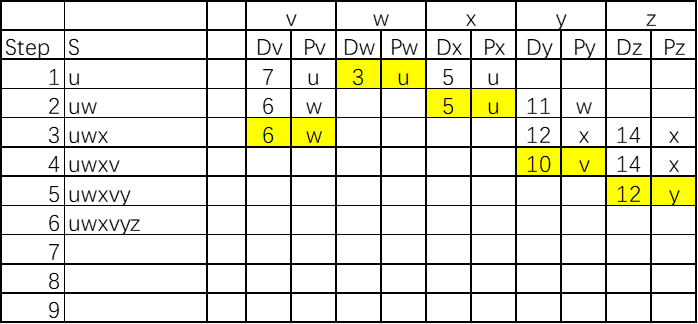 v w x y z
Step S Dv Pv Dw Pw Dx Px Dy Py Dz Pz
1 u 7 u 3 u 5 u
2 uw 6 w 5 u 11 w
3 uwx 6 w 12 x 14 x
4 uwxv 10 v 14 x
5 uwxvy 12 y
6 uwxvyz
7
8
9